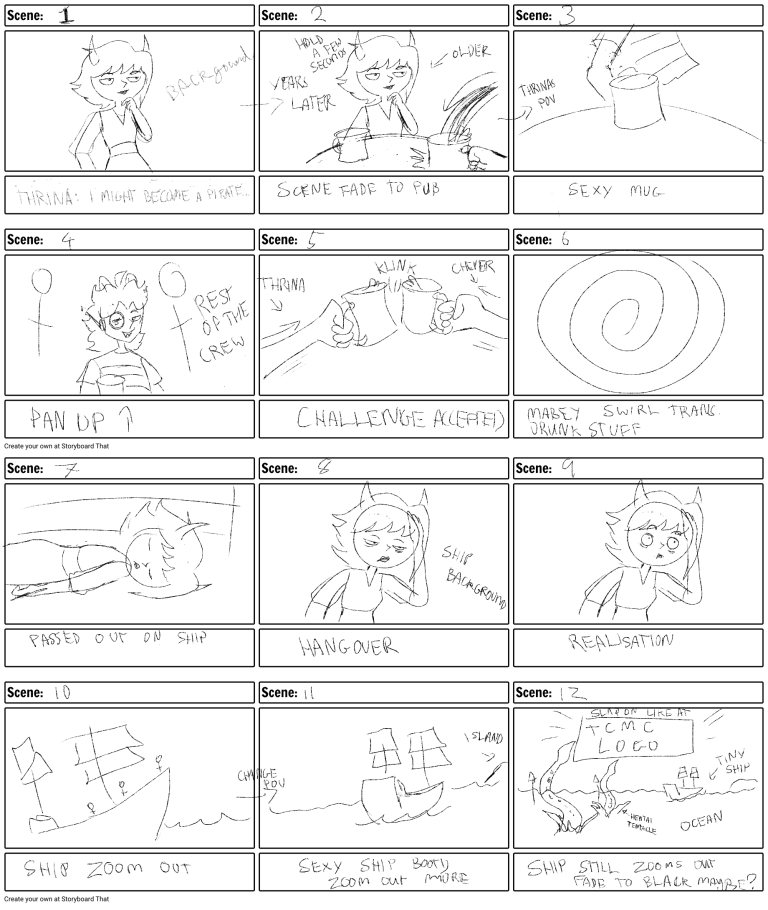 Scene: 1
BACKground
THRINA: I MIGHT BECOME A PIRATE...
Scene: 2
HOLD
A FEW
SECONDS
OLDER
YEARS
LATER
SCENE FADE TO PUB
Scene: 3
THRINAS
POV
SEXY MUG
Scene: 4
REST
OF THE
CREW
PAN UP ↑
Scene: 5
THRINA
KLINK
CHALLENGE ACCEPTED
Scene: 6
MABEY SWIRL TRANS.
DRUNK STUFF
Create your own at Storyboard That
Scene: 7
PASSED OUT ON SHIP
Scene: 8
SHIP
BACKGROUND
HANGOVER
Scene: 9
REALISATION
Scene: 10
SHIP ZOOM OUT
Scene: 11
CHANGE
POV
ISLAND
SEXY SHIP BOOTY
ZOOM OUT MORE
Scene: 12
SLAP ON LIKE AT
TCMC
LOGO
TINY
SHIP
HENTAI
TENTACLE
OCEAN
SHIP STILL ZOOMS OUT
FADE TO BLACK MAYBE?
Create your own at Storyboard That